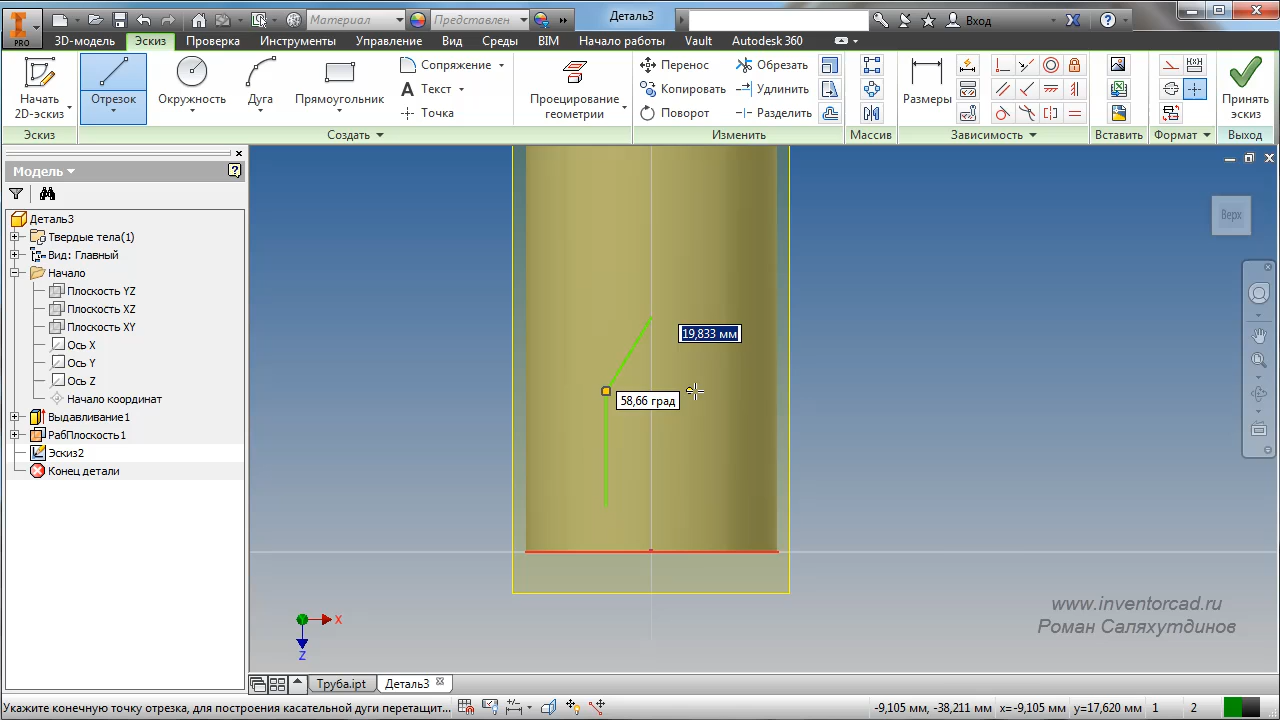 Материал
Представлен
Деталь3
Вход
PRO
3D-модель
Эскиз
Проверка
Инструменты
Управление
Вид
Среды
BIM
Начало работы
Vault
Autodesk 360
Начать
2D-эскиз
Отрезок
Окружность
Дуга
Прямоугольник
Сопряжение
Текст
Точка
Проецирование
геометрии
Перенос
Копировать
Поворот
Обрезать
Удлинить
Разделить
Размеры
Принять
эскиз
Эскиз
Создать
Изменить
Массив
Зависимость
Вставить
Формат
Выход
Модель
Деталь3
Твердые тела(1)
Вид: Главный
Начало
Плоскость YZ
Плоскость XZ
Плоскость XY
Ось X
Ось Y
Ось Z
Начало координат
Выдавливание1
РабПлоскость1
Эскиз2
Конец детали
Верх
19,833 мм
58,66 град
X
Z
www.inventorcad.ru
Роман Саляхутдинов
Труба.ipt
Деталь3
Укажите конечную точку отрезка, для построения касательной дуги перетащит...
-9,105 мм, -38,211 мм
x=-9,105 мм
y=17,620 мм
1
2